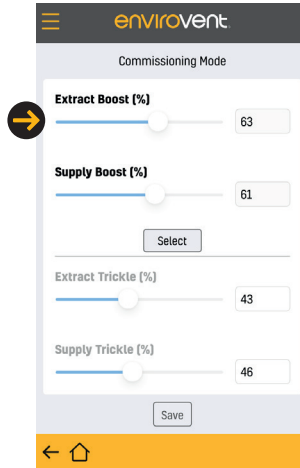 envirovent
Commissioning Mode
Extract Boost (%)
63
Supply Boost (%)
61
Select
Extract Trickle (%)
43
Supply Trickle (%)
46
Save